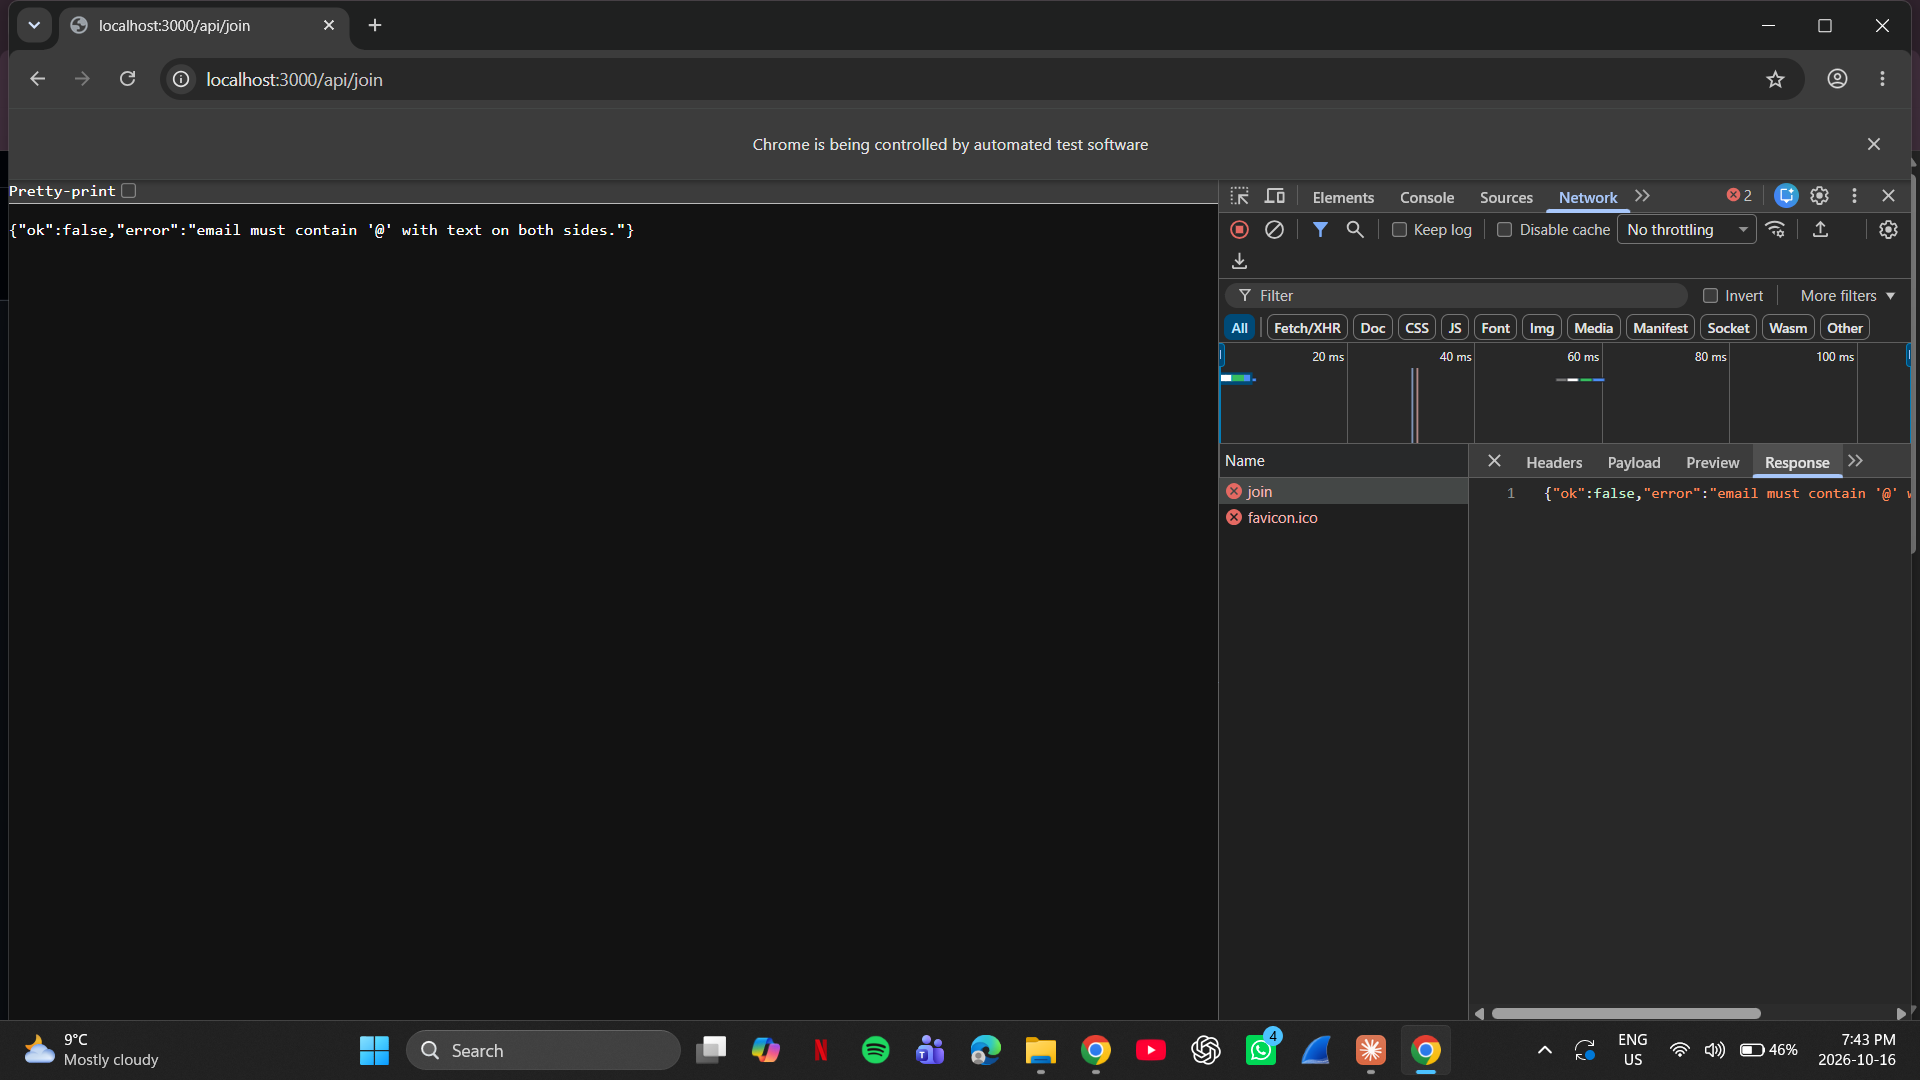 localhost:3000/api/join
localhost:3000/api/join
Chrome is being controlled by automated test software
Pretty-print
{"ok":false,"error":"email must contain '@' with text on both sides."}
Elements Console Sources Network 2
Keep log Disable cache No throttling
Filter Invert More filters
All Fetch/XHR Doc CSS JS Font Img Media Manifest Socket Wasm Other
20 ms 40 ms 60 ms 80 ms 100 ms
Name Headers Payload Preview Response
join
1 {"ok":false,"error":"email must contain '@'
favicon.ico
9°C
Mostly cloudy
Search
4
ENG
US
46%
7:43 PM
2026-10-16